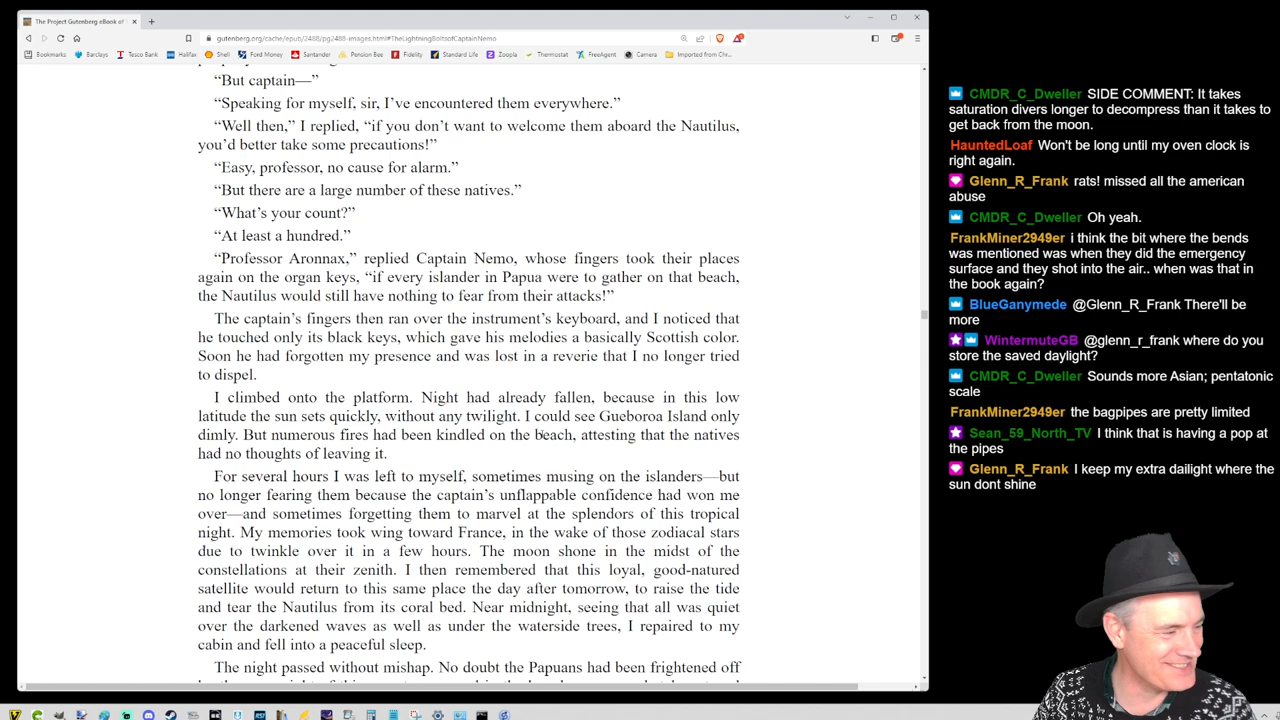 The Project Gutenberg eBook of
gutenberg.org/cache/epub/2488/pg2488-images.html#TheLightningBoltsofCaptainNemo
Bookmarks Barclays Tesco Bank Halifax Shell Ford Money Santander Pension Bee Fidelity Standard Life Zoopla Thermostat FreeAgent Camera Imported from Chr...
“But captain—”
“Speaking for myself, sir, I’ve encountered them everywhere.”
“Well then,” I replied, “if you don’t want to welcome them aboard the Nautilus,
you’d better take some precautions!”
“Easy, professor, no cause for alarm.”
“But there are a large number of these natives.”
“What’s your count?”
“At least a hundred.”
“Professor Aronnax,” replied Captain Nemo, whose fingers took their places
again on the organ keys, “if every islander in Papua were to gather on that beach,
the Nautilus would still have nothing to fear from their attacks!”
The captain’s fingers then ran over the instrument’s keyboard, and I noticed that
he touched only its black keys, which gave his melodies a basically Scottish color.
Soon he had forgotten my presence and was lost in a reverie that I no longer tried
to dispel.
I climbed onto the platform. Night had already fallen, because in this low
latitude the sun sets quickly, without any twilight. I could see Gueboroa Island only
dimly. But numerous fires had been kindled on the beach, attesting that the natives
had no thoughts of leaving it.
For several hours I was left to myself, sometimes musing on the islanders—but
no longer fearing them because the captain’s unflappable confidence had won me
over—and sometimes forgetting them to marvel at the splendors of this tropical
night. My memories took wing toward France, in the wake of those zodiacal stars
due to twinkle over it in a few hours. The moon shone in the midst of the
constellations at their zenith. I then remembered that this loyal, good-natured
satellite would return to this same place the day after tomorrow, to raise the tide
and tear the Nautilus from its coral bed. Near midnight, seeing that all was quiet
over the darkened waves as well as under the waterside trees, I repaired to my
cabin and fell into a peaceful sleep.
The night passed without mishap. No doubt the Papuans had been frightened off
CMDR_C_Dweller SIDE COMMENT: It takes
saturation divers longer to decompress than it takes to
get back from the moon.
HauntedLoaf Won't be long until my oven clock is
right again.
Glenn_R_Frank rats! missed all the american
abuse
CMDR_C_Dweller Oh yeah.
FrankMiner2949er i think the bit where the bends
was mentioned was when they did the emergency
surface and they shot into the air.. when was that in
the book again?
BlueGanymede @Glenn_R_Frank There'll be
more
WintermuteGB @glenn_r_frank where do you
store the saved daylight?
CMDR_C_Dweller Sounds more Asian; pentatonic
scale
FrankMiner2949er the bagpipes are pretty limited
Sean_59_North_TV I think that is having a pop at
the pipes
Glenn_R_Frank I keep my extra dailight where the
sun dont shine